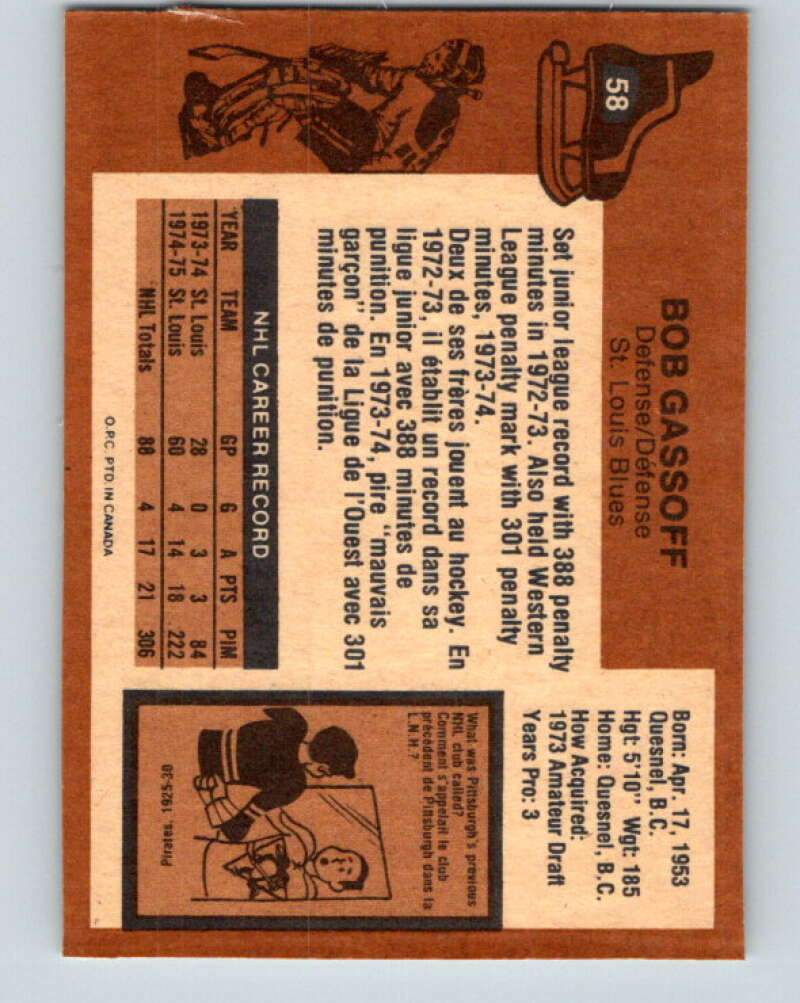 58
BOB GASSOFF
Defense/Défense
St. Louis Blues
Born: Apr. 17, 1953
Quesnel, B.C.
Hgt: 5'10" Wgt: 185
Home: Quesnel, B.C.
How Acquired:
1973 Amateur Draft
Years Pro: 3
Set junior league record with 388 penalty
minutes in 1972-73. Also held Western
League penalty mark with 301 penalty
minutes, 1973-74.
Deux de ses frères jouent au hockey. En
1972-73, il établit un record dans sa
ligue junior avec 388 minutes de
punition. En 1973-74, pire "mauvais
garçon" de la Ligue de l'Ouest avec 301
minutes de punition.
NHL CAREER RECORD
YEAR TEAM GP G A PTS PIM
1973-74 St. Louis 28 0 3 3 84
1974-75 St. Louis 60 4 14 18 222
NHL Totals 88 4 17 21 306
O.P.C. PTD. IN CANADA
What was Pittsburgh's previous
NHL club called?
Comment s'appelait le club
précédent de Pittsburgh dans la
L.N.H.?
Pirates, 1925-30